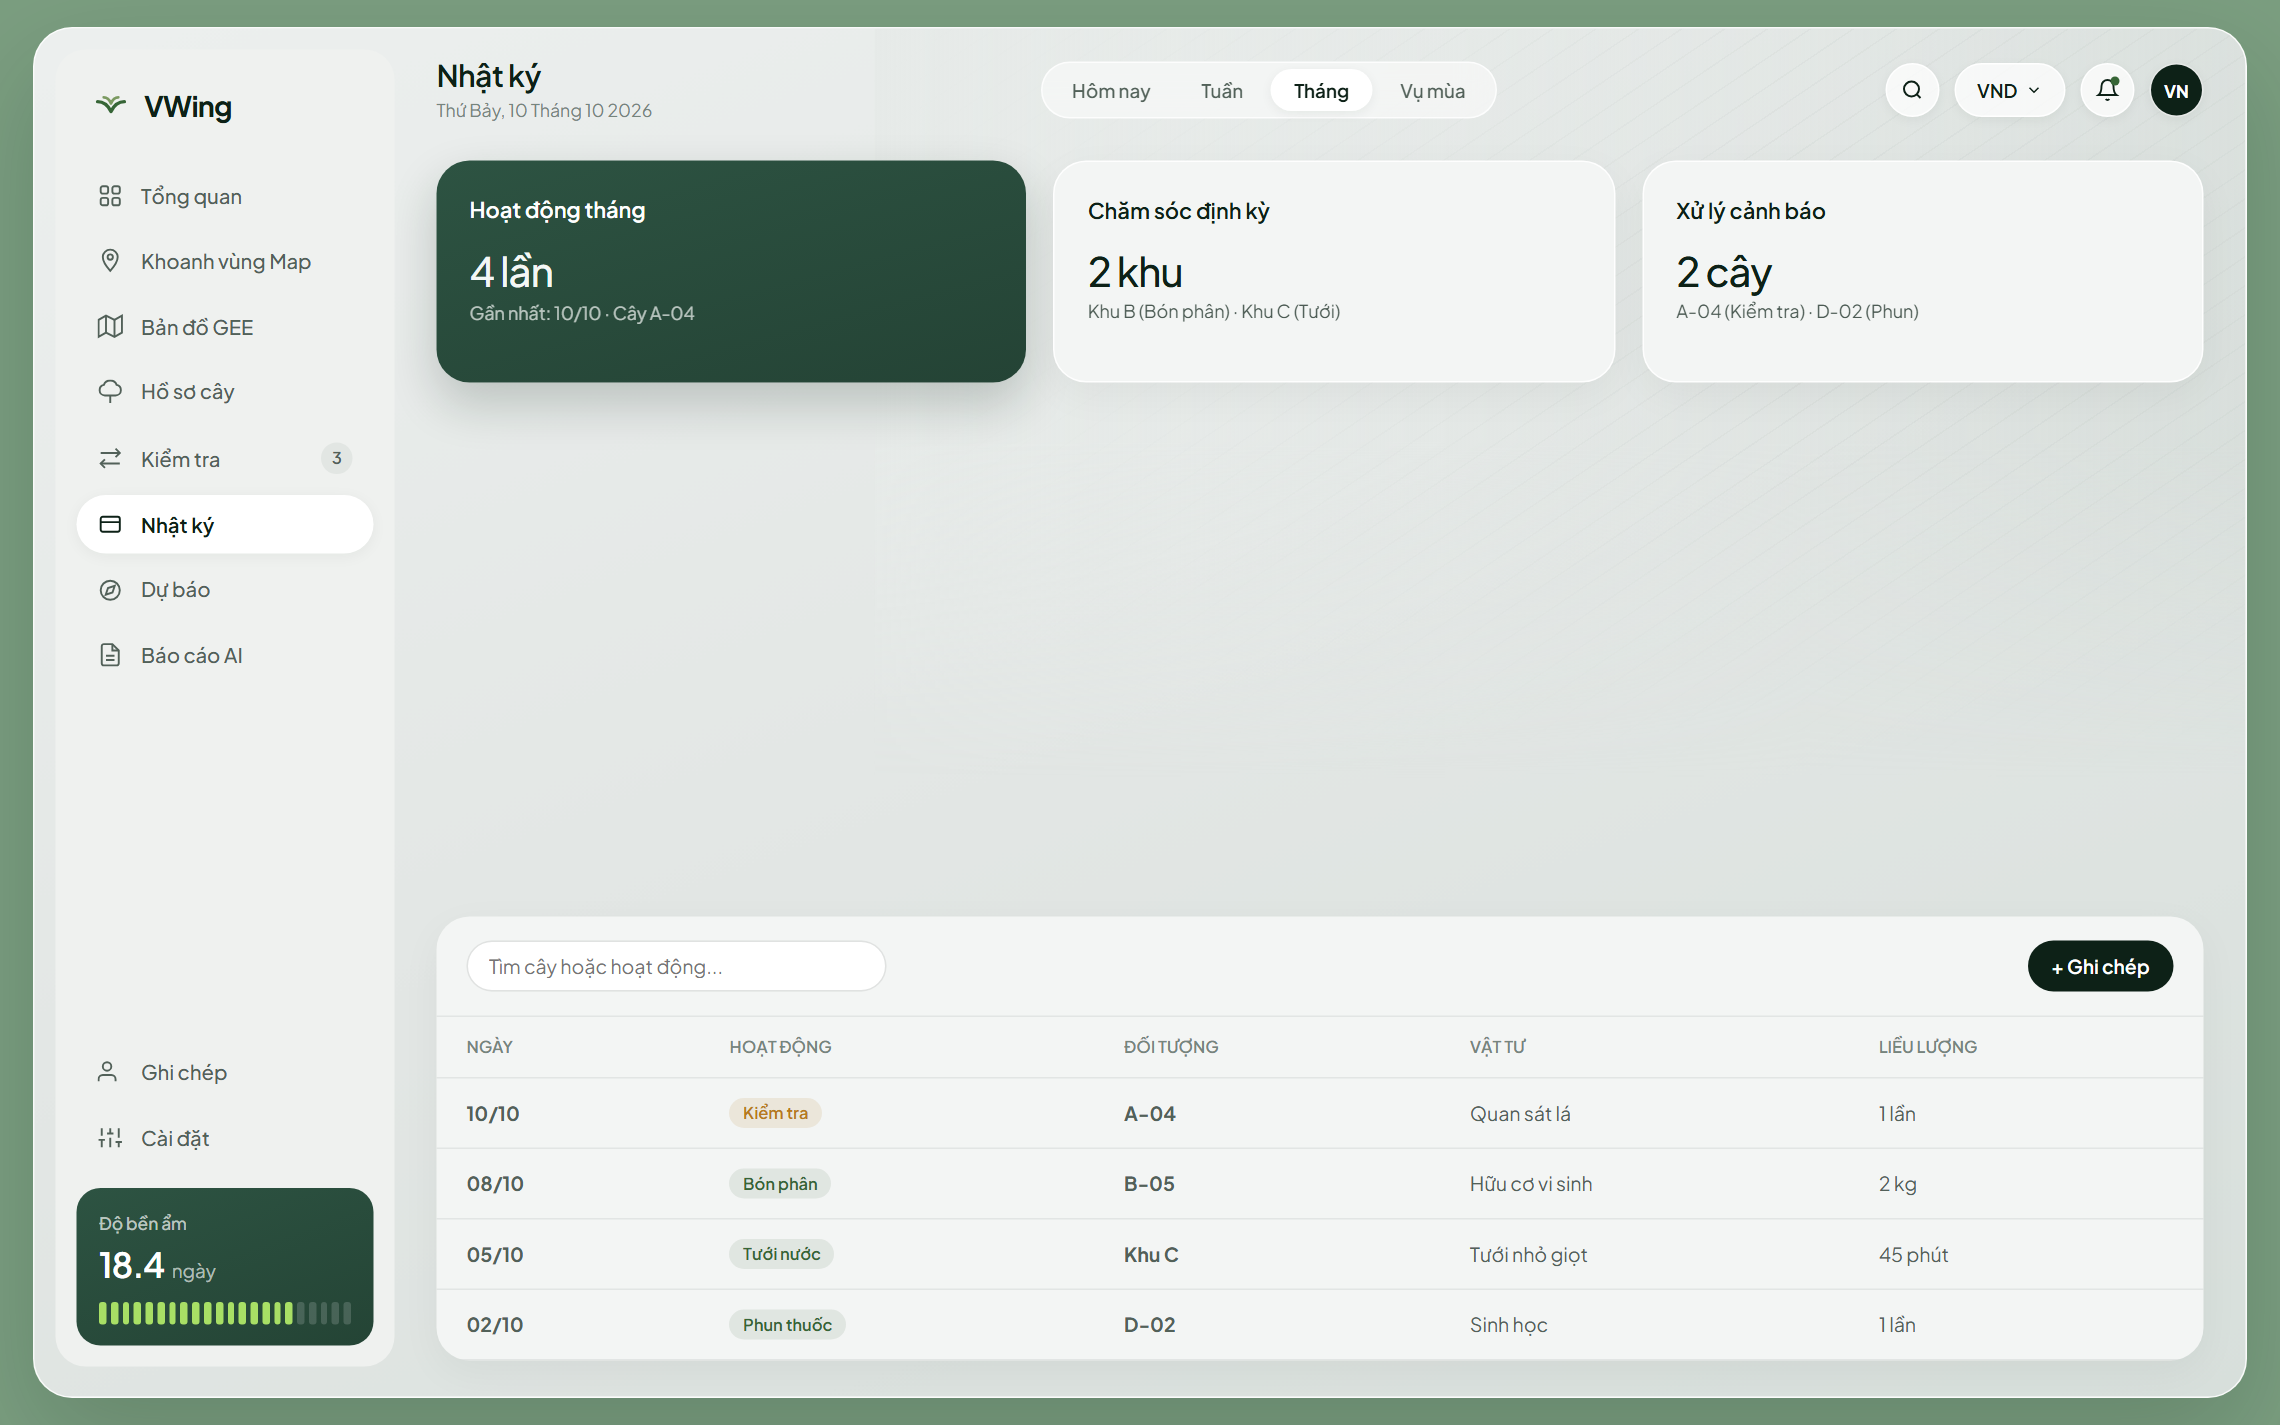 VWing
Tổng quan
Khoanh vùng Map
Bản đồ GEE
Hồ sơ cây
Kiểm tra 3
Nhật ký
Dự báo
Báo cáo AI
Ghi chép
Cài đặt
Độ bền ẩm
18.4 ngày
Nhật ký
Thứ Bảy, 10 Tháng 10 2026
Hôm nay Tuần Tháng Vụ mùa
VND VN
Hoạt động tháng
4 lần
Gần nhất: 10/10 · Cây A-04
Chăm sóc định kỳ
2 khu
Khu B (Bón phân) · Khu C (Tưới)
Xử lý cảnh báo
2 cây
A-04 (Kiểm tra) · D-02 (Phun)
Tìm cây hoặc hoạt động...
+ Ghi chép
NGÀY HOẠT ĐỘNG ĐỐI TƯỢNG VẬT TƯ LIỀU LƯỢNG
10/10 Kiểm tra A-04 Quan sát lá 1 lần
08/10 Bón phân B-05 Hữu cơ vi sinh 2 kg
05/10 Tưới nước Khu C Tưới nhỏ giọt 45 phút
02/10 Phun thuốc D-02 Sinh học 1 lần